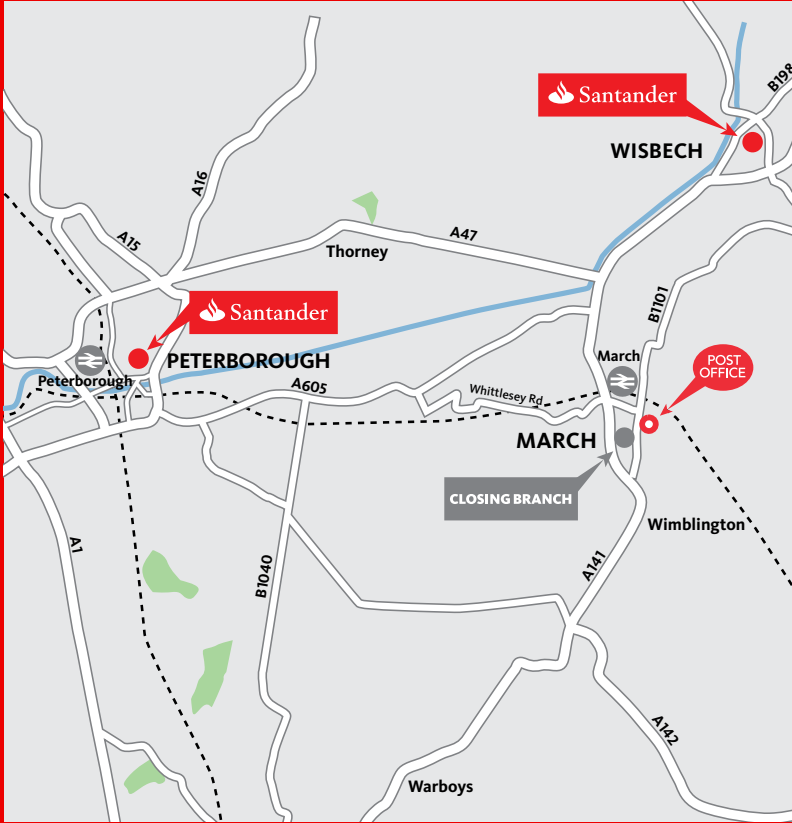 B198
Santander
WISBECH
A16
A15
A47
Thorney
Santander
B1101
PETERBOROUGH
Peterborough
March
POST
OFFICE
A605
Whittlesey Rd
MARCH
CLOSING BRANCH
Wimblington
A1
B1040
A141
A142
Warboys